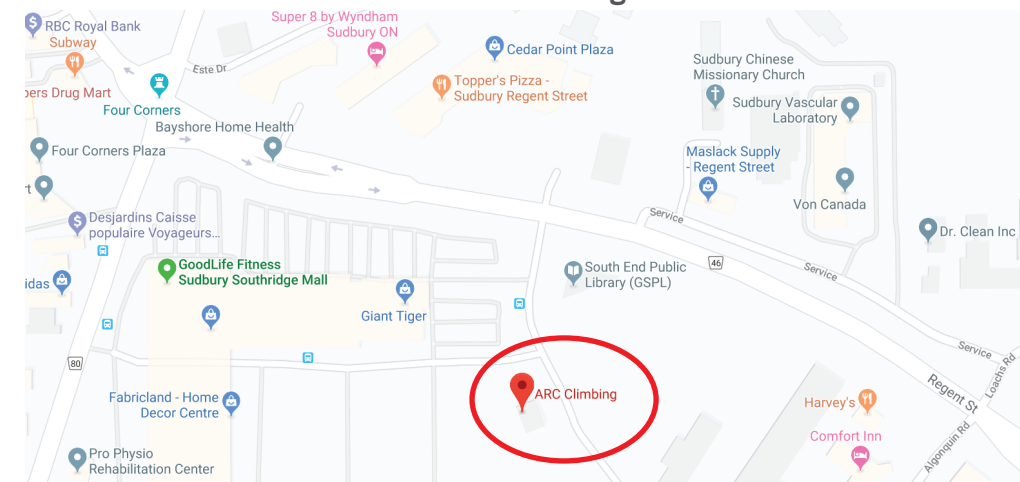 RBC Royal Bank
Subway
pers Drug Mart
Four Corners
Este Dr
Super 8 by Wyndham
Sudbury ON
Cedar Point Plaza
Topper's Pizza -
Sudbury Regent Street
Sudbury Chinese
Missionary Church
Sudbury Vascular
Laboratory
Bayshore Home Health
Four Corners Plaza
Maslack Supply
- Regent Street
Von Canada
Desjardins Caisse
populaire Voyageurs...
Service
Dr. Clean Inc
GoodLife Fitness
Sudbury Southridge Mall
South End Public
Library (GSPL)
46
Service
idas
Giant Tiger
80
Service
Loachs Rd
Regent St
ARC Climbing
Fabricland - Home
Decor Centre
Harvey's
Algonquin Rd
Comfort Inn
Pro Physio
Rehabilitation Center